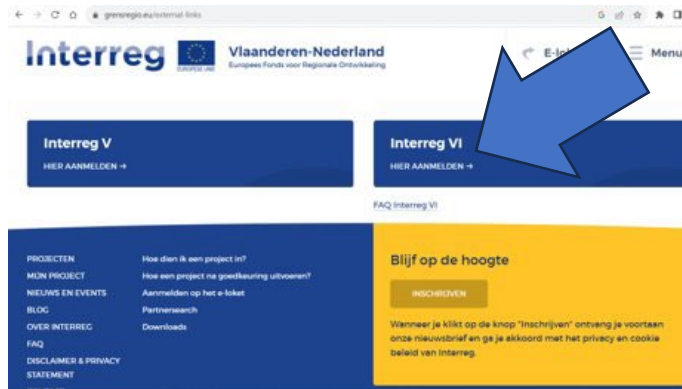 grensregio.eu/external-links
Interreg
EUROPESE UNIE
Vlaanderen-Nederland
Europees Fonds voor Regionale Ontwikkeling
Menu
Interreg V
HIER AANMELDEN →
Interreg VI
HIER AANMELDEN →
FAQ Interreg VI
PROJECTEN
MIJN PROJECT
NIEUWS EN EVENTS
BLOG
OVER INTERREG
FAQ
DISCLAIMER & PRIVACY
STATEMENT
Hoe dien ik een project in?
Hoe een project na goedkeuring uitvoeren?
Aanmelden op het e-loket
Partnersearch
Downloads
Blijf op de hoogte
INSCHRIJVEN
Wanneer je klikt op de knop "Inschrijven" ontvang je voortaan
onze nieuwsbrief en ga je akkoord met het privacy en cookie
beleid van Interreg.